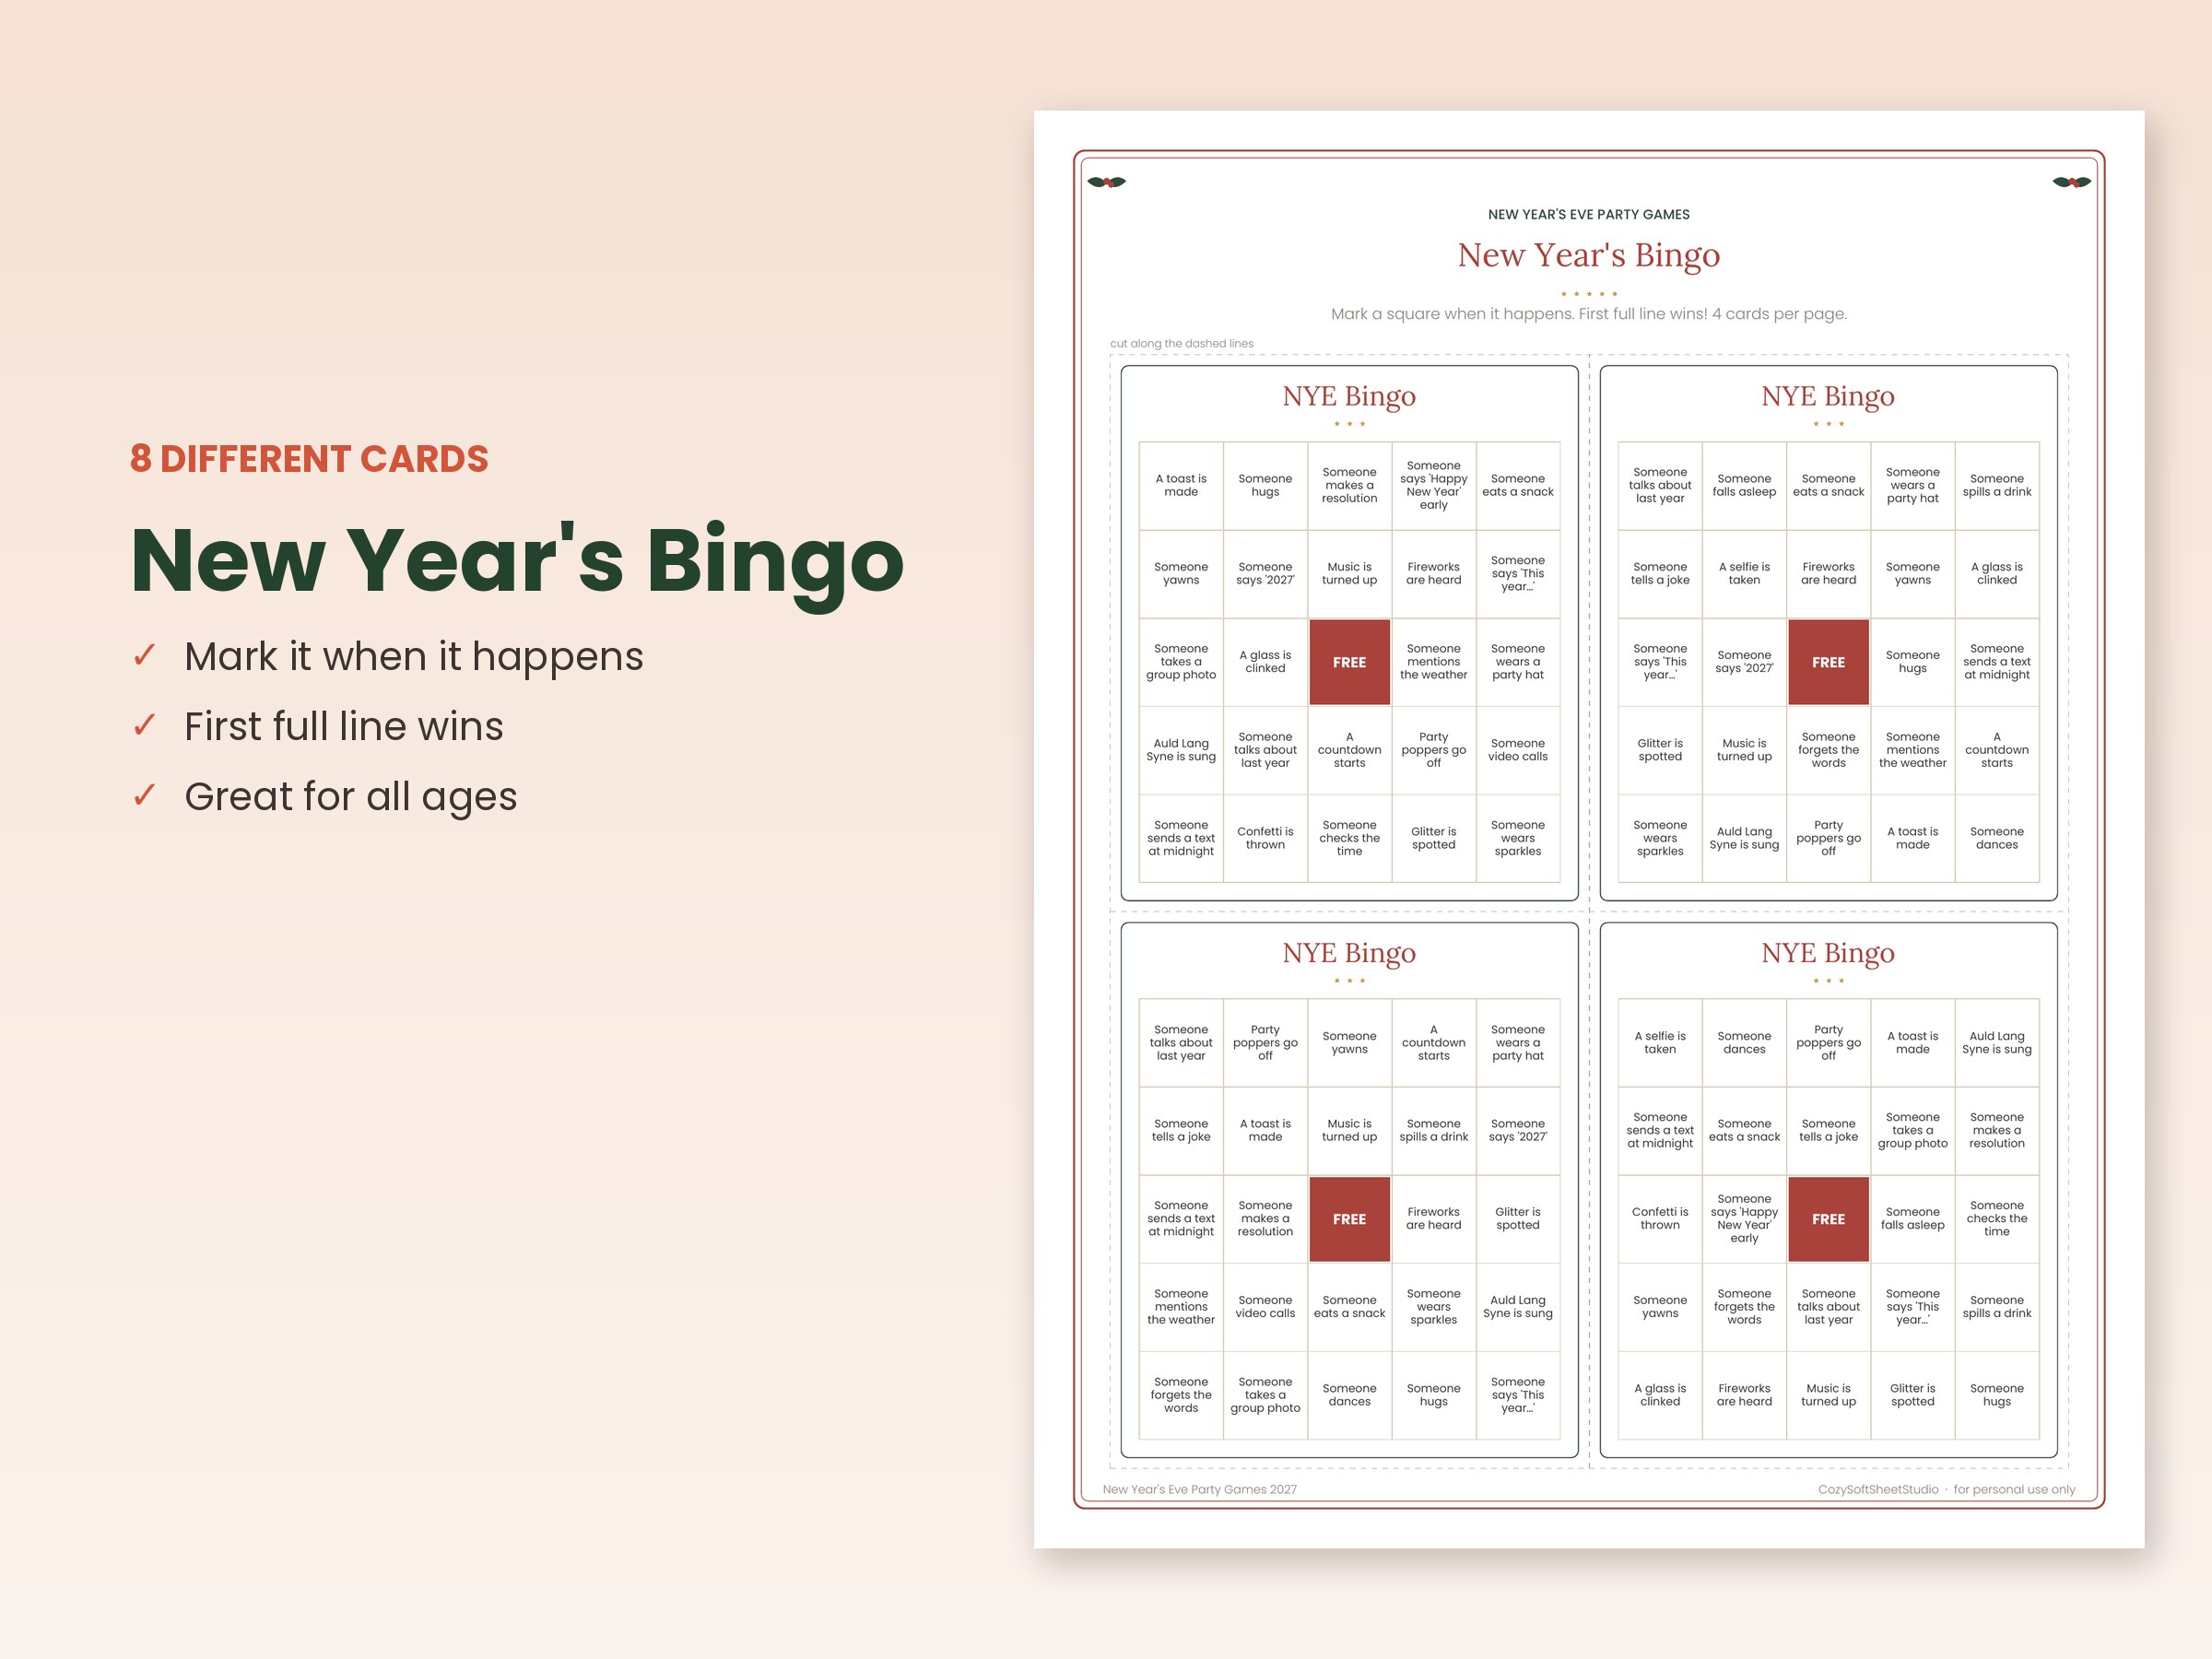 8 DIFFERENT CARDS
New Year's Bingo
✓ Mark it when it happens
✓ First full line wins
✓ Great for all ages
NEW YEAR'S EVE PARTY GAMES
New Year's Bingo
Mark a square when it happens. First full line wins! 4 cards per page.
cut along the dashed lines
NYE Bingo
A toast is
made
Someone
hugs
Someone
makes a
resolution
Someone
says 'Happy
New Year'
early
Someone
eats a snack
Someone
yawns
Someone
says '2027'
Music is
turned up
Fireworks
are heard
Someone
says 'This
year...'
Someone
takes a
group photo
A glass is
clinked
FREE
Someone
mentions
the weather
Someone
wears a
party hat
Auld Lang
Syne is sung
Someone
talks about
last year
A
countdown
starts
Party
poppers go
off
Someone
video calls
Someone
sends a text
at midnight
Confetti is
thrown
Someone
checks the
time
Glitter is
spotted
Someone
wears
sparkles
NYE Bingo
Someone
talks about
last year
Someone
falls asleep
Someone
eats a snack
Someone
wears a
party hat
Someone
spills a drink
Someone
tells a joke
A selfie is
taken
Fireworks
are heard
Someone
yawns
A glass is
clinked
Someone
says 'This
year...'
Someone
says '2027'
FREE
Someone
hugs
Someone
sends a text
at midnight
Glitter is
spotted
Music is
turned up
Someone
forgets the
words
Someone
mentions
the weather
A
countdown
starts
Someone
wears
sparkles
Auld Lang
Syne is sung
Party
poppers go
off
A toast is
made
Someone
dances
NYE Bingo
Someone
talks about
last year
Party
poppers go
off
Someone
yawns
A
countdown
starts
Someone
wears a
party hat
Someone
tells a joke
A toast is
made
Music is
turned up
Someone
spills a drink
Someone
says '2027'
Someone
sends a text
at midnight
Someone
makes a
resolution
FREE
Fireworks
are heard
Glitter is
spotted
Someone
mentions
the weather
Someone
video calls
Someone
eats a snack
Someone
wears
sparkles
Auld Lang
Syne is sung
Someone
forgets the
words
Someone
takes a
group photo
Someone
dances
Someone
hugs
Someone
says 'This
year...'
NYE Bingo
A selfie is
taken
Someone
dances
Party
poppers go
off
A toast is
made
Auld Lang
Syne is sung
Someone
sends a text
at midnight
Someone
eats a snack
Someone
tells a joke
Someone
takes a
group photo
Someone
makes a
resolution
Confetti is
thrown
Someone
says 'Happy
New Year'
early
FREE
Someone
falls asleep
Someone
checks the
time
Someone
yawns
Someone
forgets the
words
Someone
talks about
last year
Someone
says 'This
year...'
Someone
spills a drink
A glass is
clinked
Fireworks
are heard
Music is
turned up
Glitter is
spotted
Someone
hugs
New Year's Eve Party Games 2027
CozySoftSheetStudio · for personal use only